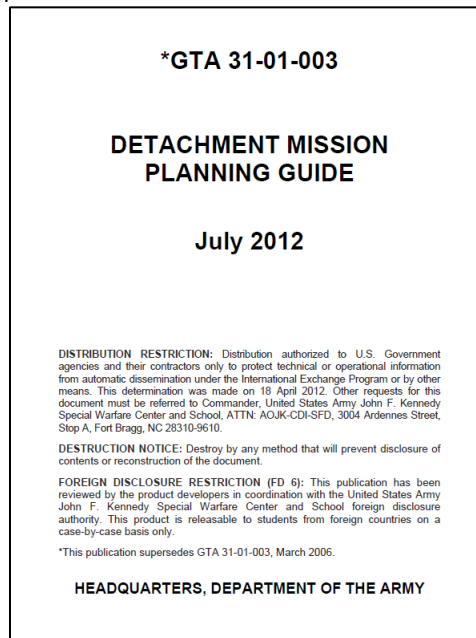 *GTA 31-01-003
DETACHMENT MISSION
PLANNING GUIDE
July 2012
DISTRIBUTION RESTRICTION: Distribution authorized to U.S. Government
agencies and their contractors only to protect technical or operational information
from automatic dissemination under the International Exchange Program or by other
means. This determination was made on 18 April 2012. Other requests for this
document must be referred to Commander, United States Army John F. Kennedy
Special Warfare Center and School, ATTN: AOJK-CDI-SFD, 3004 Ardennes Street,
Stop A, Fort Bragg, NC 28310-9610.
DESTRUCTION NOTICE: Destroy by any method that will prevent disclosure of
contents or reconstruction of the document.
FOREIGN DISCLOSURE RESTRICTION (FD 6): This publication has been
reviewed by the product developers in coordination with the United States Army
John F. Kennedy Special Warfare Center and School foreign disclosure
authority. This product is releasable to students from foreign countries on a
case-by-case basis only.
*This publication supersedes GTA 31-01-003, March 2006.
HEADQUARTERS, DEPARTMENT OF THE ARMY